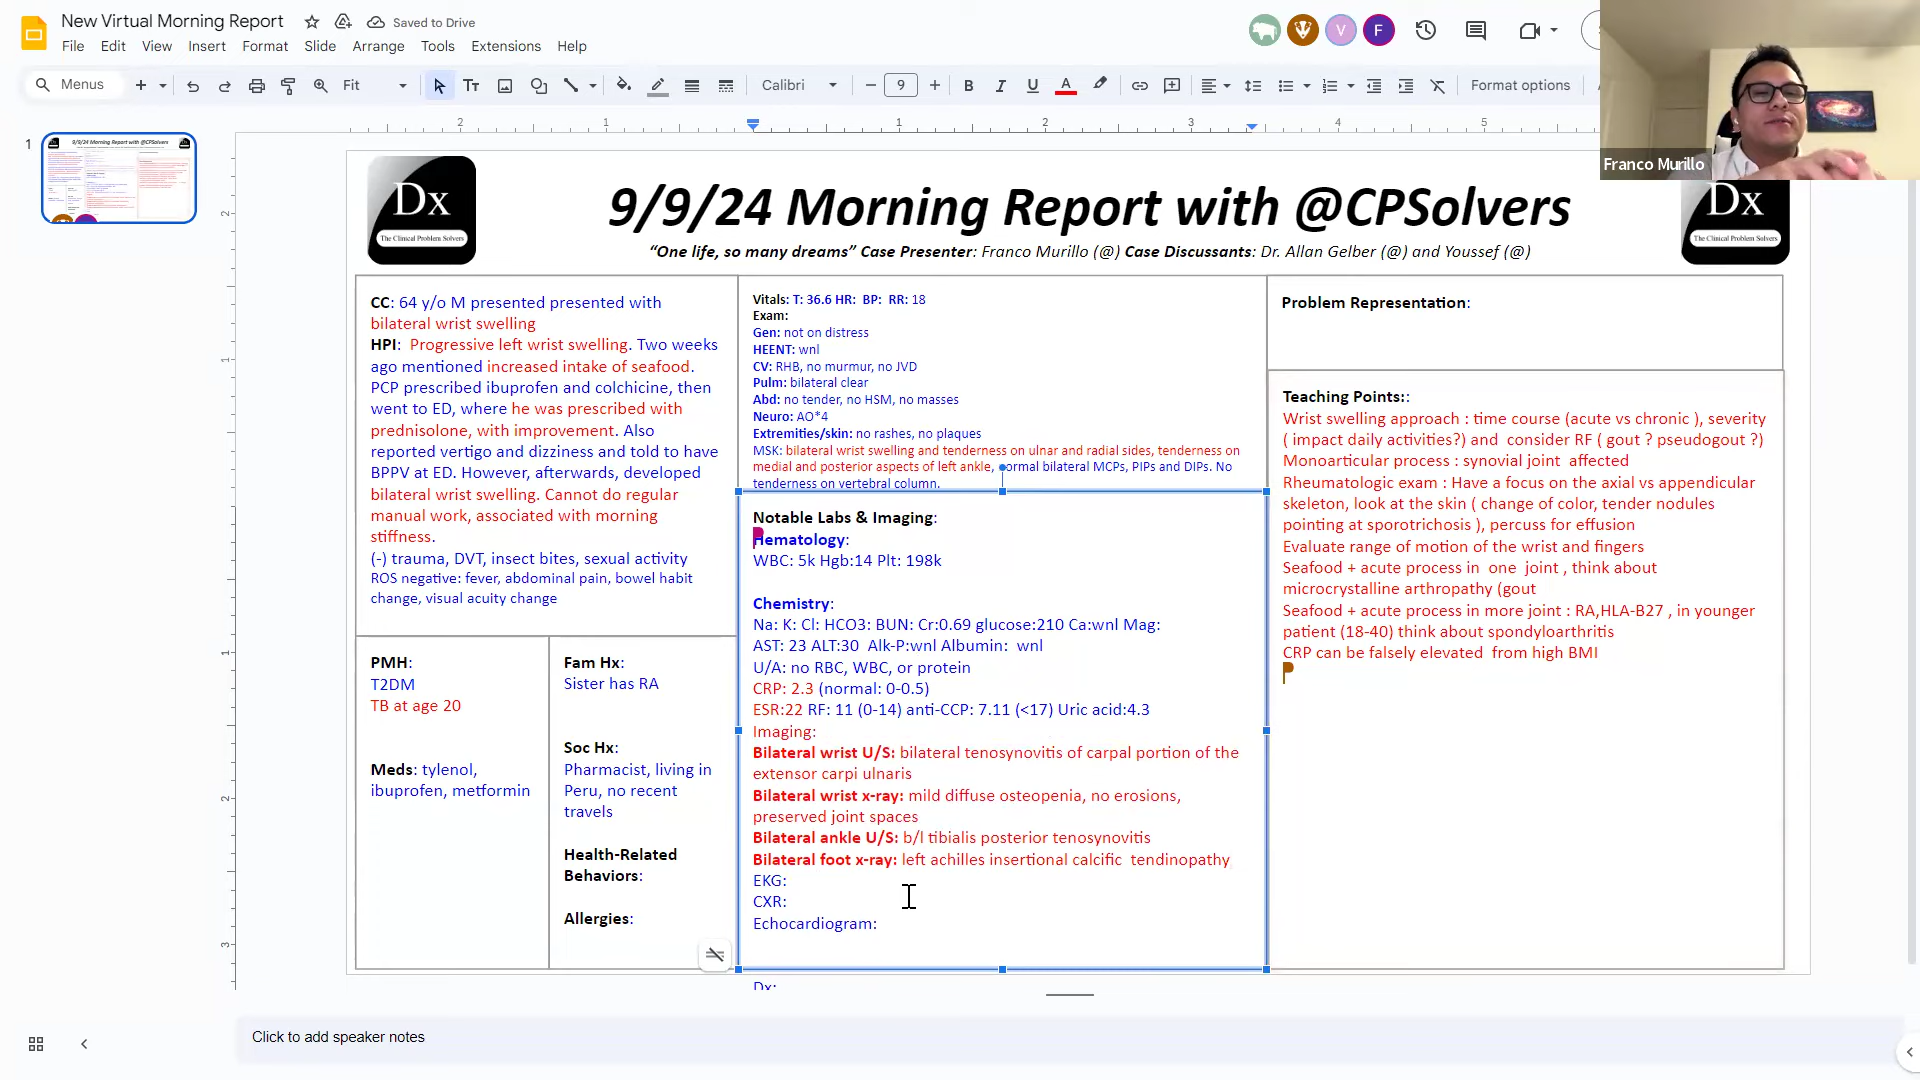 New Virtual Morning Report
Saved to Drive
File Edit View Insert Format Slide Arrange Tools Extensions Help
V F
Menus
Fit
Calibri
9
Format options
Franco Murillo
2 1 1 2 3 4 5
1
Dx
The Clinical Problem Solvers
9/9/24 Morning Report with @CPSolvers
“One life, so many dreams” Case Presenter: Franco Murillo (@) Case Discussants: Dr. Allan Gelber (@) and Youssef (@)
Dx
The Clinical Problem Solvers
CC: 64 y/o M presented presented with
bilateral wrist swelling
HPI: Progressive left wrist swelling. Two weeks
ago mentioned increased intake of seafood.
PCP prescribed ibuprofen and colchicine, then
went to ED, where he was prescribed with
prednisolone, with improvement. Also
reported vertigo and dizziness and told to have
BPPV at ED. However, afterwards, developed
bilateral wrist swelling. Cannot do regular
manual work, associated with morning
stiffness.
(-) trauma, DVT, insect bites, sexual activity
ROS negative: fever, abdominal pain, bowel habit
change, visual acuity change
PMH:
T2DM
TB at age 20
Meds: tylenol,
ibuprofen, metformin
Fam Hx:
Sister has RA
Soc Hx:
Pharmacist, living in
Peru, no recent
travels
Health-Related
Behaviors:
Allergies:
Vitals: T: 36.6 HR: BP: RR: 18
Exam:
Gen: not on distress
HEENT: wnl
CV: RHB, no murmur, no JVD
Pulm: bilateral clear
Abd: no tender, no HSM, no masses
Neuro: AO*4
Extremities/skin: no rashes, no plaques
MSK: bilateral wrist swelling and tenderness on ulnar and radial sides, tenderness on
medial and posterior aspects of left ankle, normal bilateral MCPs, PIPs and DIPs. No
tenderness on vertebral column.
Notable Labs & Imaging:
Hematology:
WBC: 5k Hgb:14 Plt: 198k
Chemistry:
Na: K: Cl: HCO3: BUN: Cr:0.69 glucose:210 Ca:wnl Mag:
AST: 23 ALT:30 Alk-P:wnl Albumin: wnl
U/A: no RBC, WBC, or protein
CRP: 2.3 (normal: 0-0.5)
ESR:22 RF: 11 (0-14) anti-CCP: 7.11 (<17) Uric acid:4.3
Imaging:
Bilateral wrist U/S: bilateral tenosynovitis of carpal portion of the
extensor carpi ulnaris
Bilateral wrist x-ray: mild diffuse osteopenia, no erosions,
preserved joint spaces
Bilateral ankle U/S: b/l tibialis posterior tenosynovitis
Bilateral foot x-ray: left achilles insertional calcific tendinopathy
EKG:
CXR:
Echocardiogram:
Dx:
Problem Representation:
Teaching Points::
Wrist swelling approach : time course (acute vs chronic ), severity
( impact daily activities?) and consider RF ( gout ? pseudogout ?)
Monoarticular process : synovial joint affected
Rheumatologic exam : Have a focus on the axial vs appendicular
skeleton, look at the skin ( change of color, tender nodules
pointing at sporotrichosis ), percuss for effusion
Evaluate range of motion of the wrist and fingers
Seafood + acute process in one joint , think about
microcrystalline arthropathy (gout
Seafood + acute process in more joint : RA,HLA-B27 , in younger
patient (18-40) think about spondyloarthritis
CRP can be falsely elevated from high BMI
Click to add speaker notes